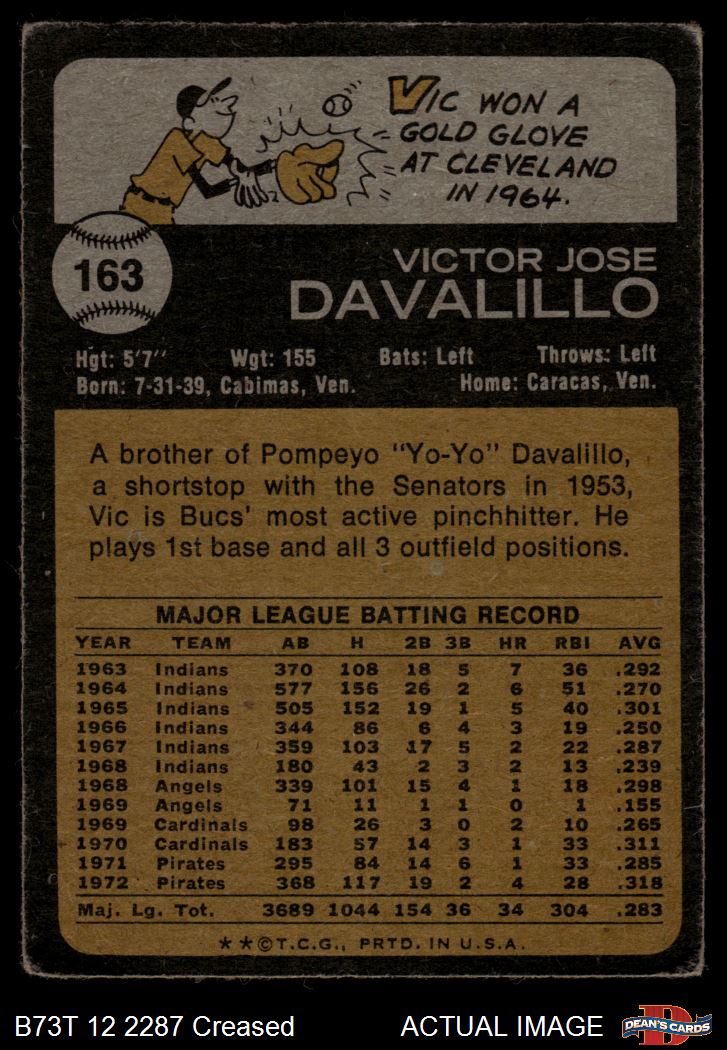 VIC WON A
GOLD GLOVE
AT CLEVELAND
IN 1964.
163
VICTOR JOSE
DAVALILLO
Hgt: 5'7'' Wgt: 155 Bats: Left Throws: Left
Born: 7-31-39, Cabimas, Ven. Home: Caracas, Ven.
A brother of Pompeyo "Yo-Yo" Davalillo,
a shortstop with the Senators in 1953,
Vic is Bucs' most active pinchhitter. He
plays 1st base and all 3 outfield positions.
MAJOR LEAGUE BATTING RECORD
YEAR TEAM AB H 2B 3B HR RBI AVG
1963 Indians 370 108 18 5 7 36 .292
1964 Indians 577 156 26 2 6 51 .270
1965 Indians 505 152 19 1 5 40 .301
1966 Indians 344 86 6 4 3 19 .250
1967 Indians 359 103 17 5 2 22 .287
1968 Indians 180 43 2 3 2 13 .239
1968 Angels 339 101 15 4 1 18 .298
1969 Angels 71 11 1 1 0 1 .155
1969 Cardinals 98 26 3 0 2 10 .265
1970 Cardinals 183 57 14 3 1 33 .311
1971 Pirates 295 84 14 6 1 33 .285
1972 Pirates 368 117 19 2 4 28 .318
Maj. Lg. Tot. 3689 1044 154 36 34 304 .283
**©T.C.G., PRTD. IN U.S.A.
B73T 12 2287 Creased ACTUAL IMAGE
D
DEAN'S CARDS